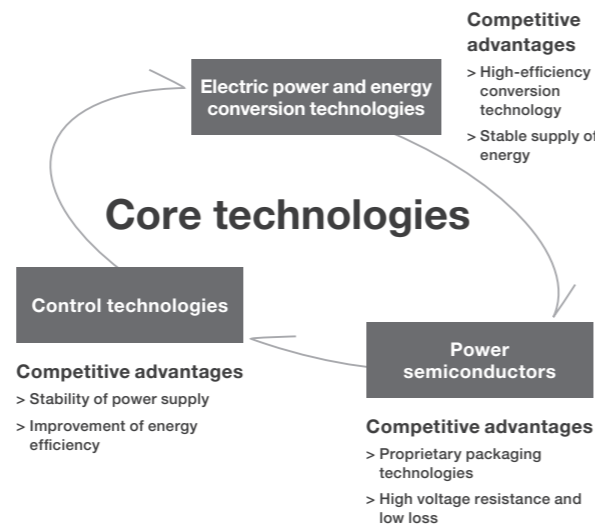 Competitive
advantages
> High-efficiency
conversion
technology
> Stable supply of
energy
Electric power and energy
conversion technologies
Core technologies
Control technologies
Competitive advantages
> Stability of power supply
> Improvement of energy
efficiency
Power
semiconductors
Competitive advantages
> Proprietary packaging
technologies
> High voltage resistance and
low loss